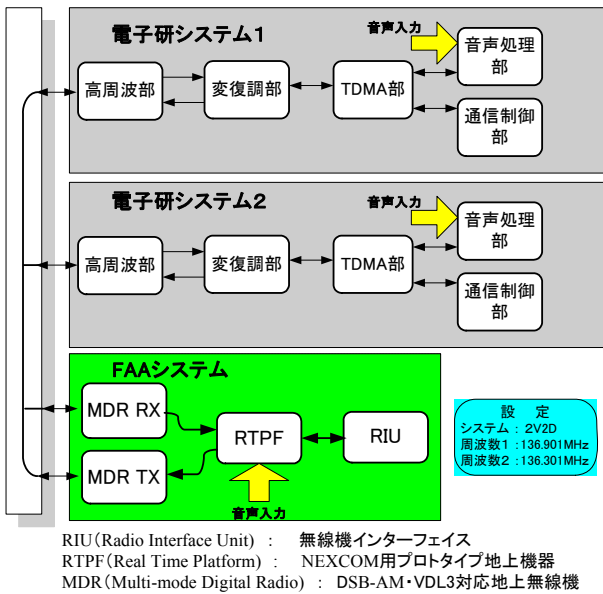 電子研システム1
音声入力
高周波部
変復調部
TDMA部
音声処理
部
通信制御
部
電子研システム2
音声入力
高周波部
変復調部
TDMA部
音声処理
部
通信制御
部
FAAシステム
MDR RX
MDR TX
RTPF
RIU
音声入力
設 定
システム : 2V2D
周波数1 :136.901MHz
周波数2 :136.301MHz
RIU(Radio Interface Unit) : 無線機インターフェイス
RTPF(Real Time Platform) : NEXCOM用プロトタイプ地上機器
MDR(Multi-mode Digital Radio) : DSB-AM・VDL3対応地上無線機